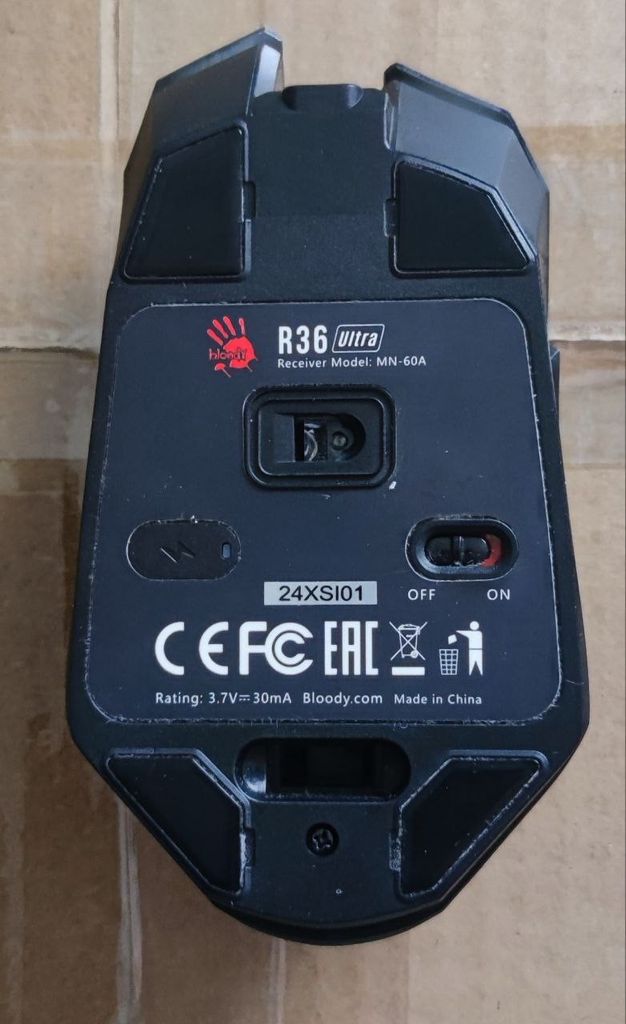 bloody
R36 Ultra
Receiver Model: MN-60A
24XSI01
OFF ON
CE FC EAC
Rating: 3.7V⎓30mA Bloody.com Made in China